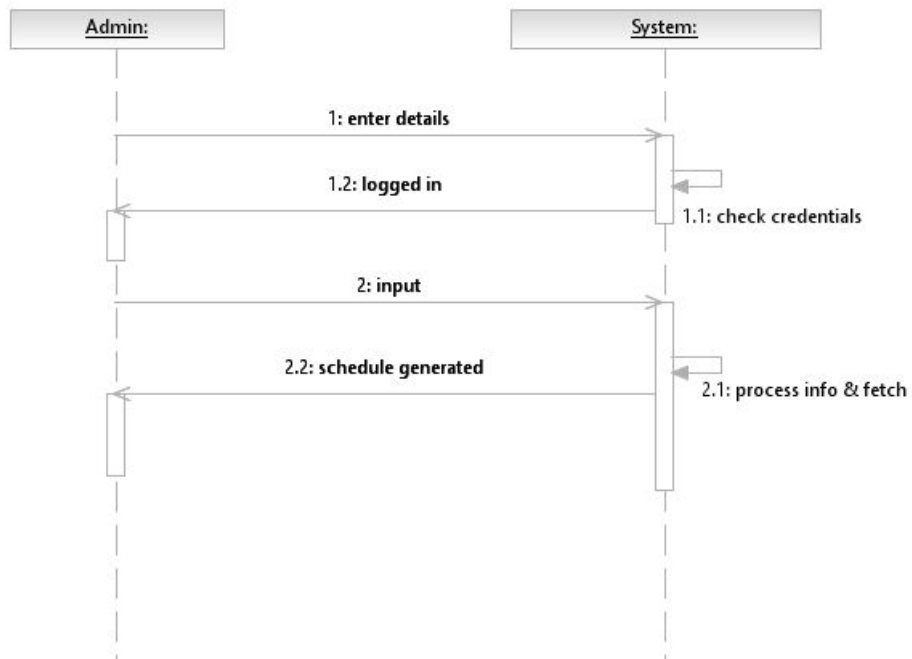 Admin:
System:
1: enter details
1.2: logged in
1.1: check credentials
2: input
2.2: schedule generated
2.1: process info & fetch